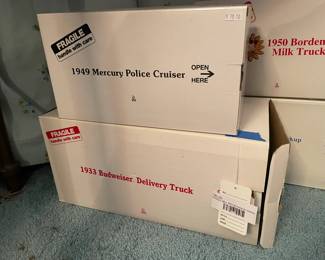 FRAGILE
handle with care
1949 Mercury Police Cruiser
OPEN
HERE
1950 Borden
Milk Truck
FRAGILE
handle with care
1933 Budweiser Delivery Truck